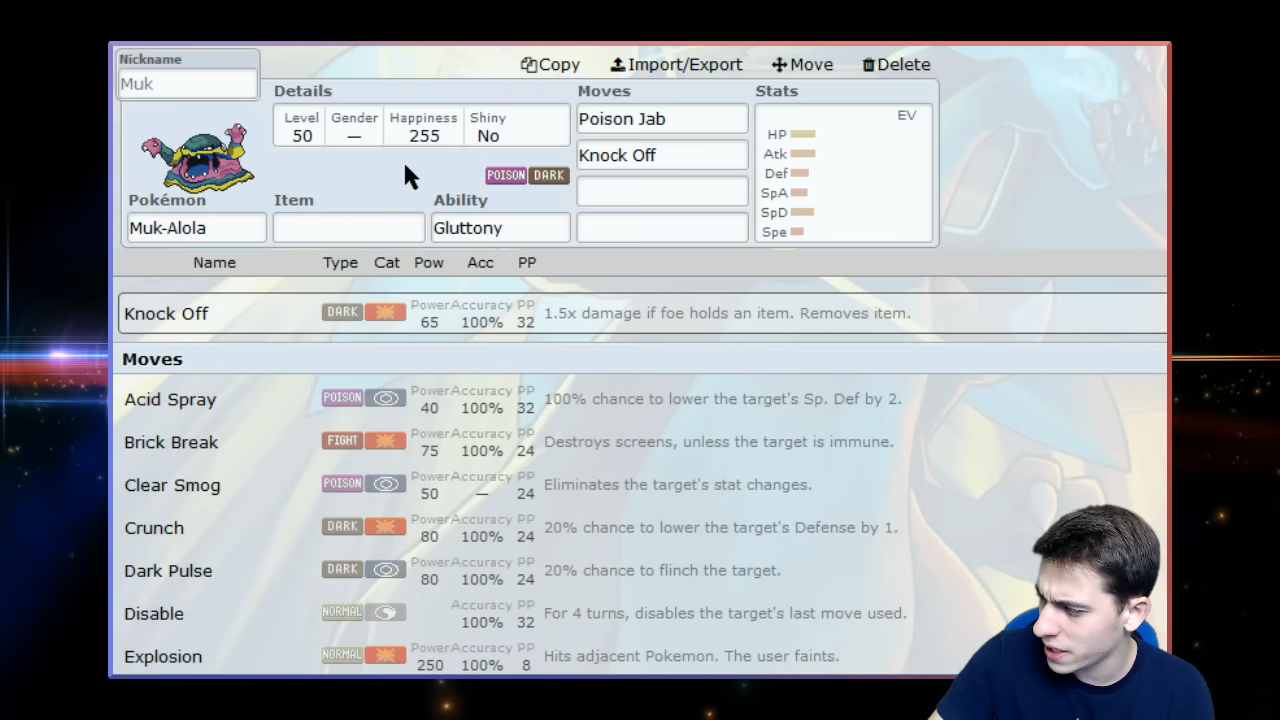 Nickname
Muk
Copy Import/Export Move Delete
Details Moves Stats
Level Gender Happiness Shiny
50 — 255 No
POISON DARK
Pokémon Item Ability
Muk-Alola Gluttony
Poison Jab
Knock Off
EV
HP
Atk
Def
SpA
SpD
Spe
Name Type Cat Pow Acc PP
Knock Off DARK Power 65 Accuracy 100% PP 32 1.5x damage if foe holds an item. Removes item.
Moves
Acid Spray POISON Power 40 Accuracy 100% PP 32 100% chance to lower the target's Sp. Def by 2.
Brick Break FIGHT Power 75 Accuracy 100% PP 24 Destroys screens, unless the target is immune.
Clear Smog POISON Power 50 Accuracy — PP 24 Eliminates the target's stat changes.
Crunch DARK Power 80 Accuracy 100% PP 24 20% chance to lower the target's Defense by 1.
Dark Pulse DARK Power 80 Accuracy 100% PP 24 20% chance to flinch the target.
Disable NORMAL Accuracy 100% PP 32 For 4 turns, disables the target's last move used.
Explosion NORMAL Power 250 Accuracy 100% PP 8 Hits adjacent Pokemon. The user faints.